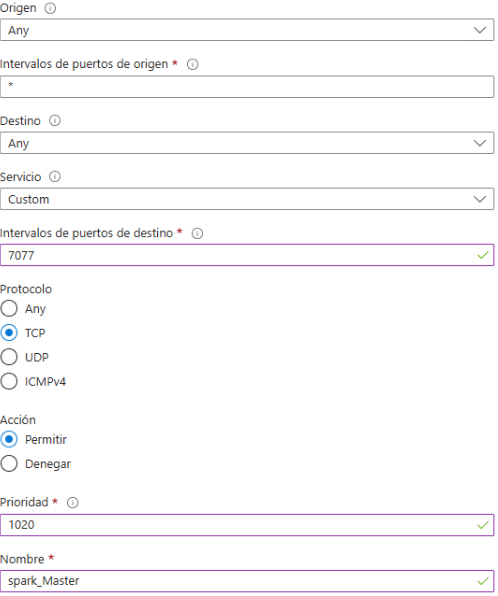 Origen
Any
Intervalos de puertos de origen *
*
Destino
Any
Servicio
Custom
Intervalos de puertos de destino *
7077
Protocolo
Any
TCP
UDP
ICMPv4
Acción
Permitir
Denegar
Prioridad *
1020
Nombre *
spark_Master